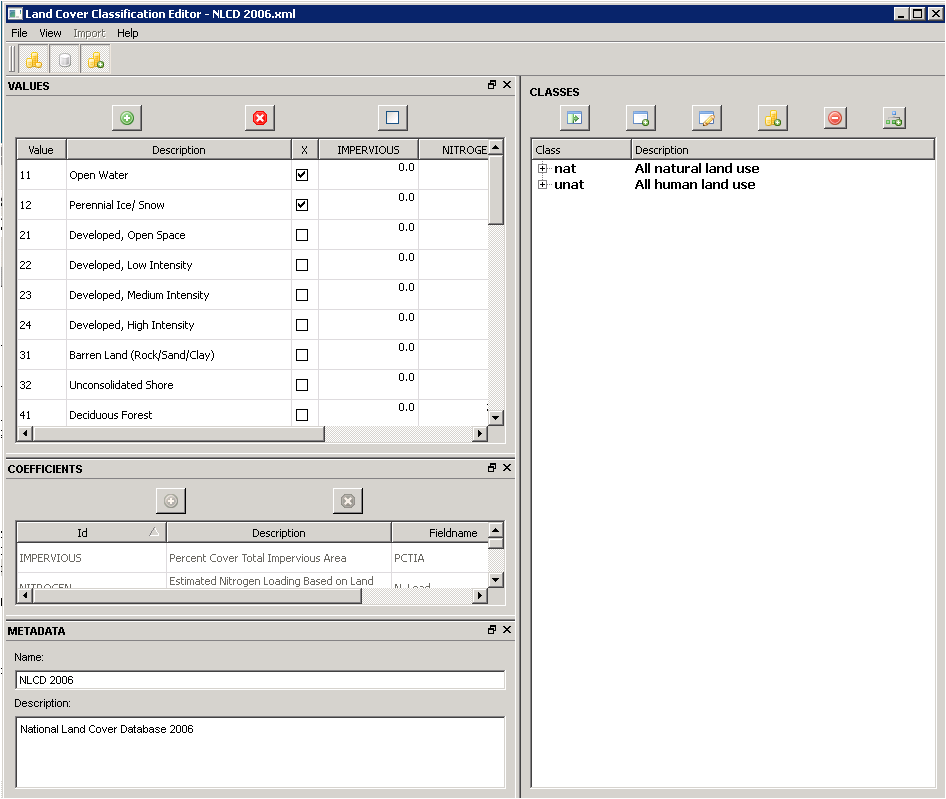 Land Cover Classification Editor - NLCD 2006.xml
File View Import Help
VALUES
Value Description X IMPERVIOUS NITROGE
11 Open Water 0.0
12 Perennial Ice/ Snow 0.0
21 Developed, Open Space 0.0
22 Developed, Low Intensity 0.0
23 Developed, Medium Intensity 0.0
24 Developed, High Intensity 0.0
31 Barren Land (Rock/Sand/Clay) 0.0
32 Unconsolidated Shore 0.0
41 Deciduous Forest 0.0
COEFFICIENTS
Id Description Fieldname
IMPERVIOUS Percent Cover Total Impervious Area PCTIA
NITROGEN Estimated Nitrogen Loading Based on Land N_Load
METADATA
Name:
NLCD 2006
Description:
National Land Cover Database 2006
CLASSES
Class Description
nat All natural land use
unat All human land use